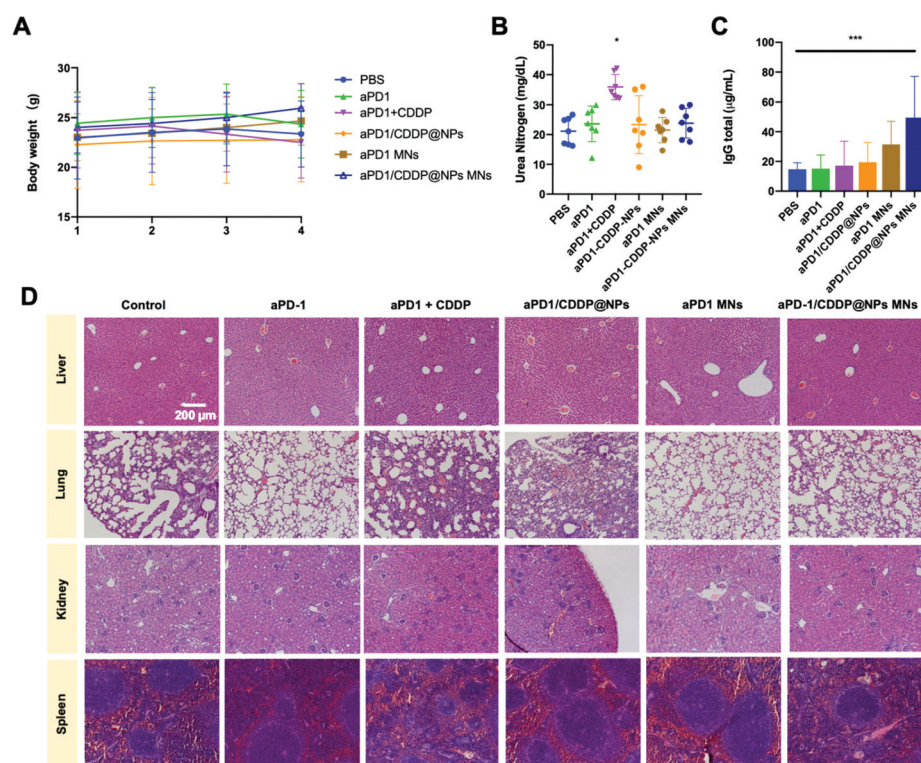 A
Body weight (g)
30
25
20
15
1
2
3
4
PBS
aPD1
aPD1+CDDP
aPD1/CDDP@NPs
aPD1 MNs
aPD1/CDDP@NPs MNs
B
Urea Nitrogen (mg/dL)
50
40
30
20
10
0
*
PBS
aPD1
aPD1+CDDP
aPD1-CDDP-NPs
aPD1 MNs
aPD1-CDDP-NPs MNs
C
IgG total (μg/mL)
100
80
60
40
20
0
***
PBS
aPD1
aPD1+CDDP
aPD1/CDDP@NPs
aPD1 MNs
aPD1/CDDP@NPs MNs
D
Control
aPD-1
aPD1 + CDDP
aPD1/CDDP@NPs
aPD1 MNs
aPD-1/CDDP@NPs MNs
Liver
200 μm
Lung
Kidney
Spleen